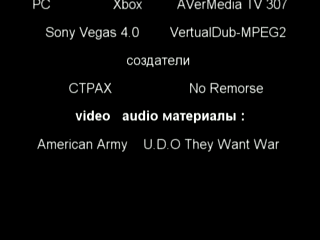 PC Xbox AVerMedia TV 307
Sony Vegas 4.0 VertualDub-MPEG2
создатели
СТРАХ No Remorse
video audio материалы :
American Army U.D.O They Want War